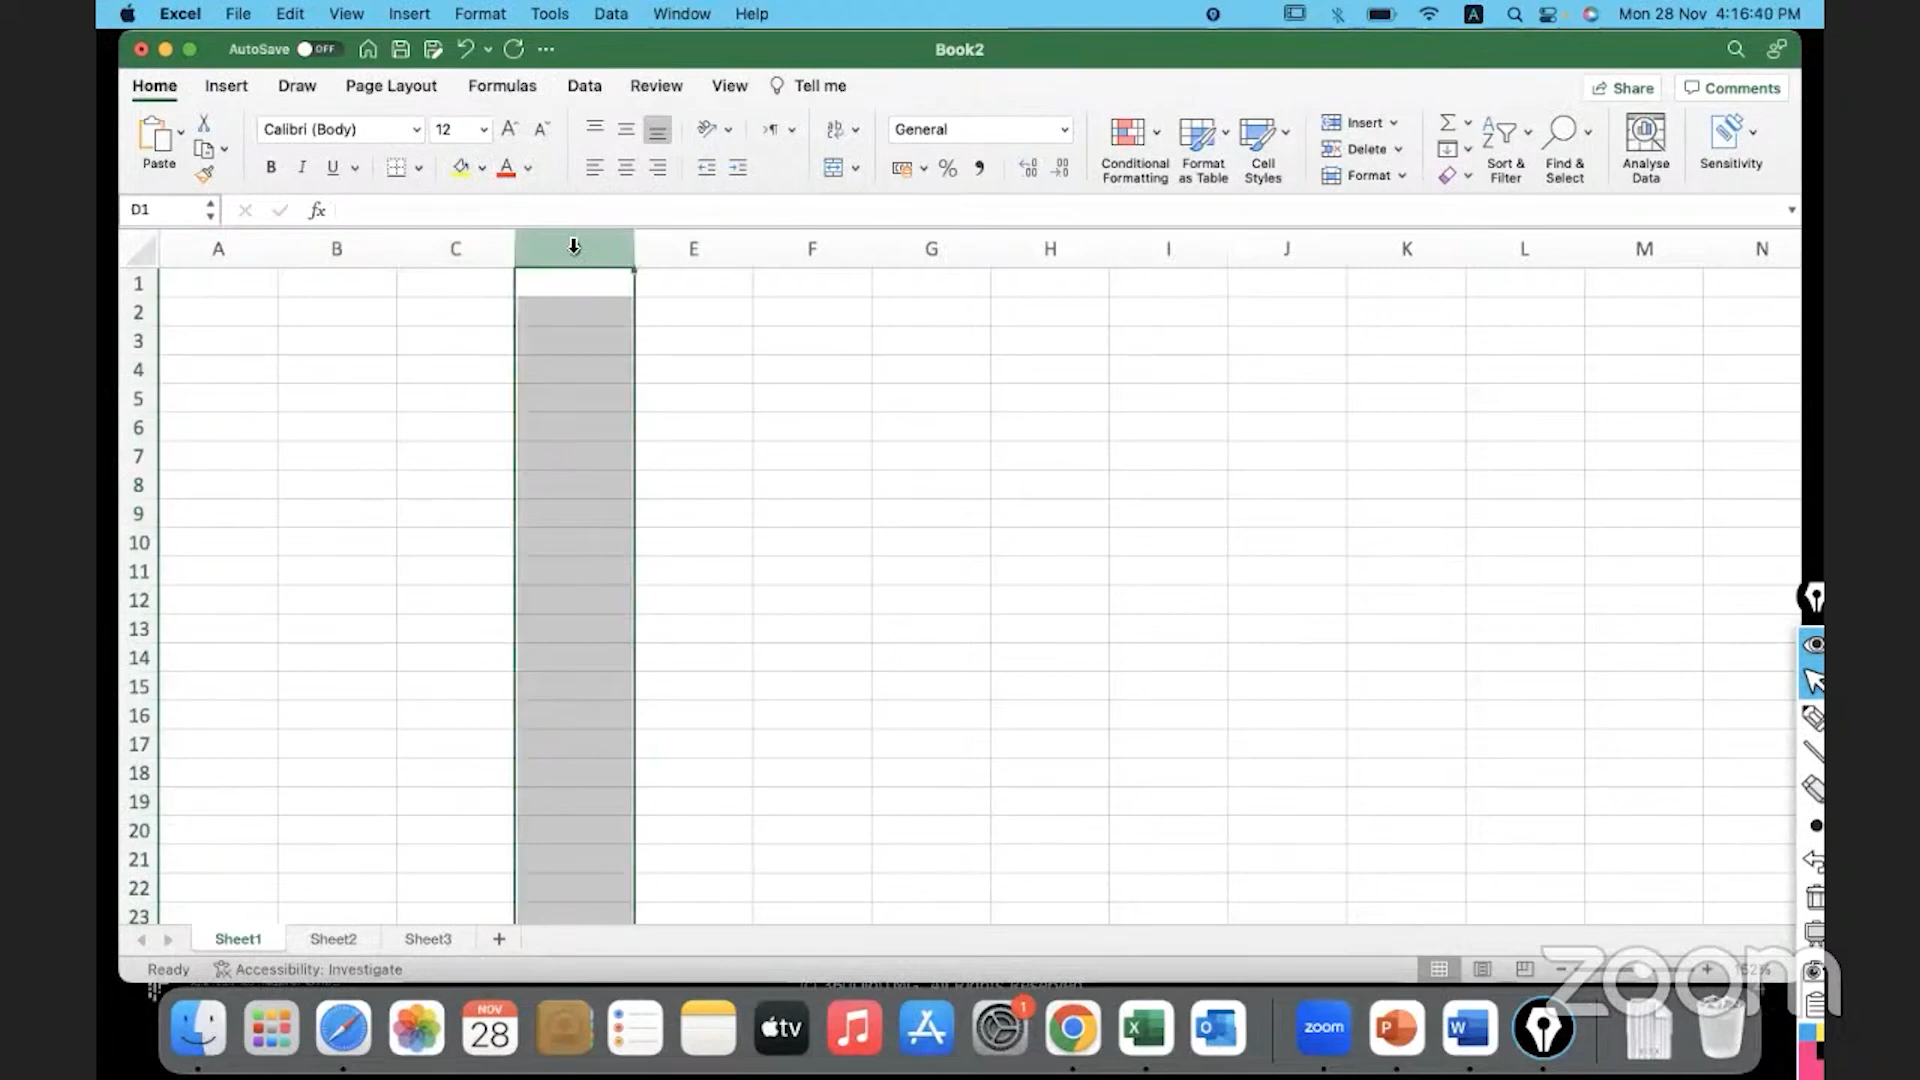 Excel File Edit View Insert Format Tools Data Window Help A Mon 28 Nov 4:16:40 PM
AutoSave OFF Book2
Home Insert Draw Page Layout Formulas Data Review View Tell me Share Comments
Paste Calibri (Body) 12 General
B I U
Conditional Formatting
Format as Table
Cell Styles
Insert
Delete
Format
Sort & Filter
Find & Select
Analyse Data
Sensitivity
D1 fx
A B C E F G H I J K L M N
1
2
3
4
5
6
7
8
9
10
11
12
13
14
15
16
17
18
19
20
21
22
23
Sheet1 Sheet2 Sheet3 +
Ready Accessibility: Investigate
zoom
NOV
28
tv
1
X
O
zoom
P
W